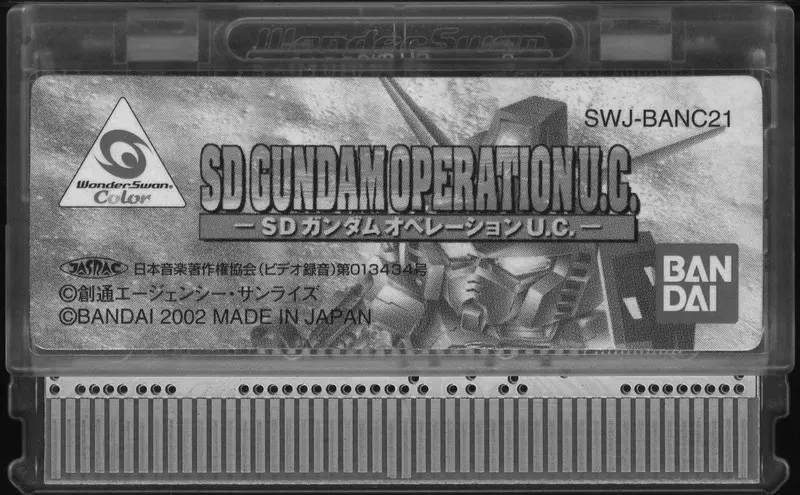 WonderSwan
SWJ-BANC21
WonderSwan®
Color
SD GUNDAM OPERATION U.C.
—SDガンダム オペレーション U.C.—
JASRAC 日本音楽著作権協会(ビデオ録音)第013434号
©創通エージェンシー・サンライズ
©BANDAI 2002 MADE IN JAPAN
BAN
DAI